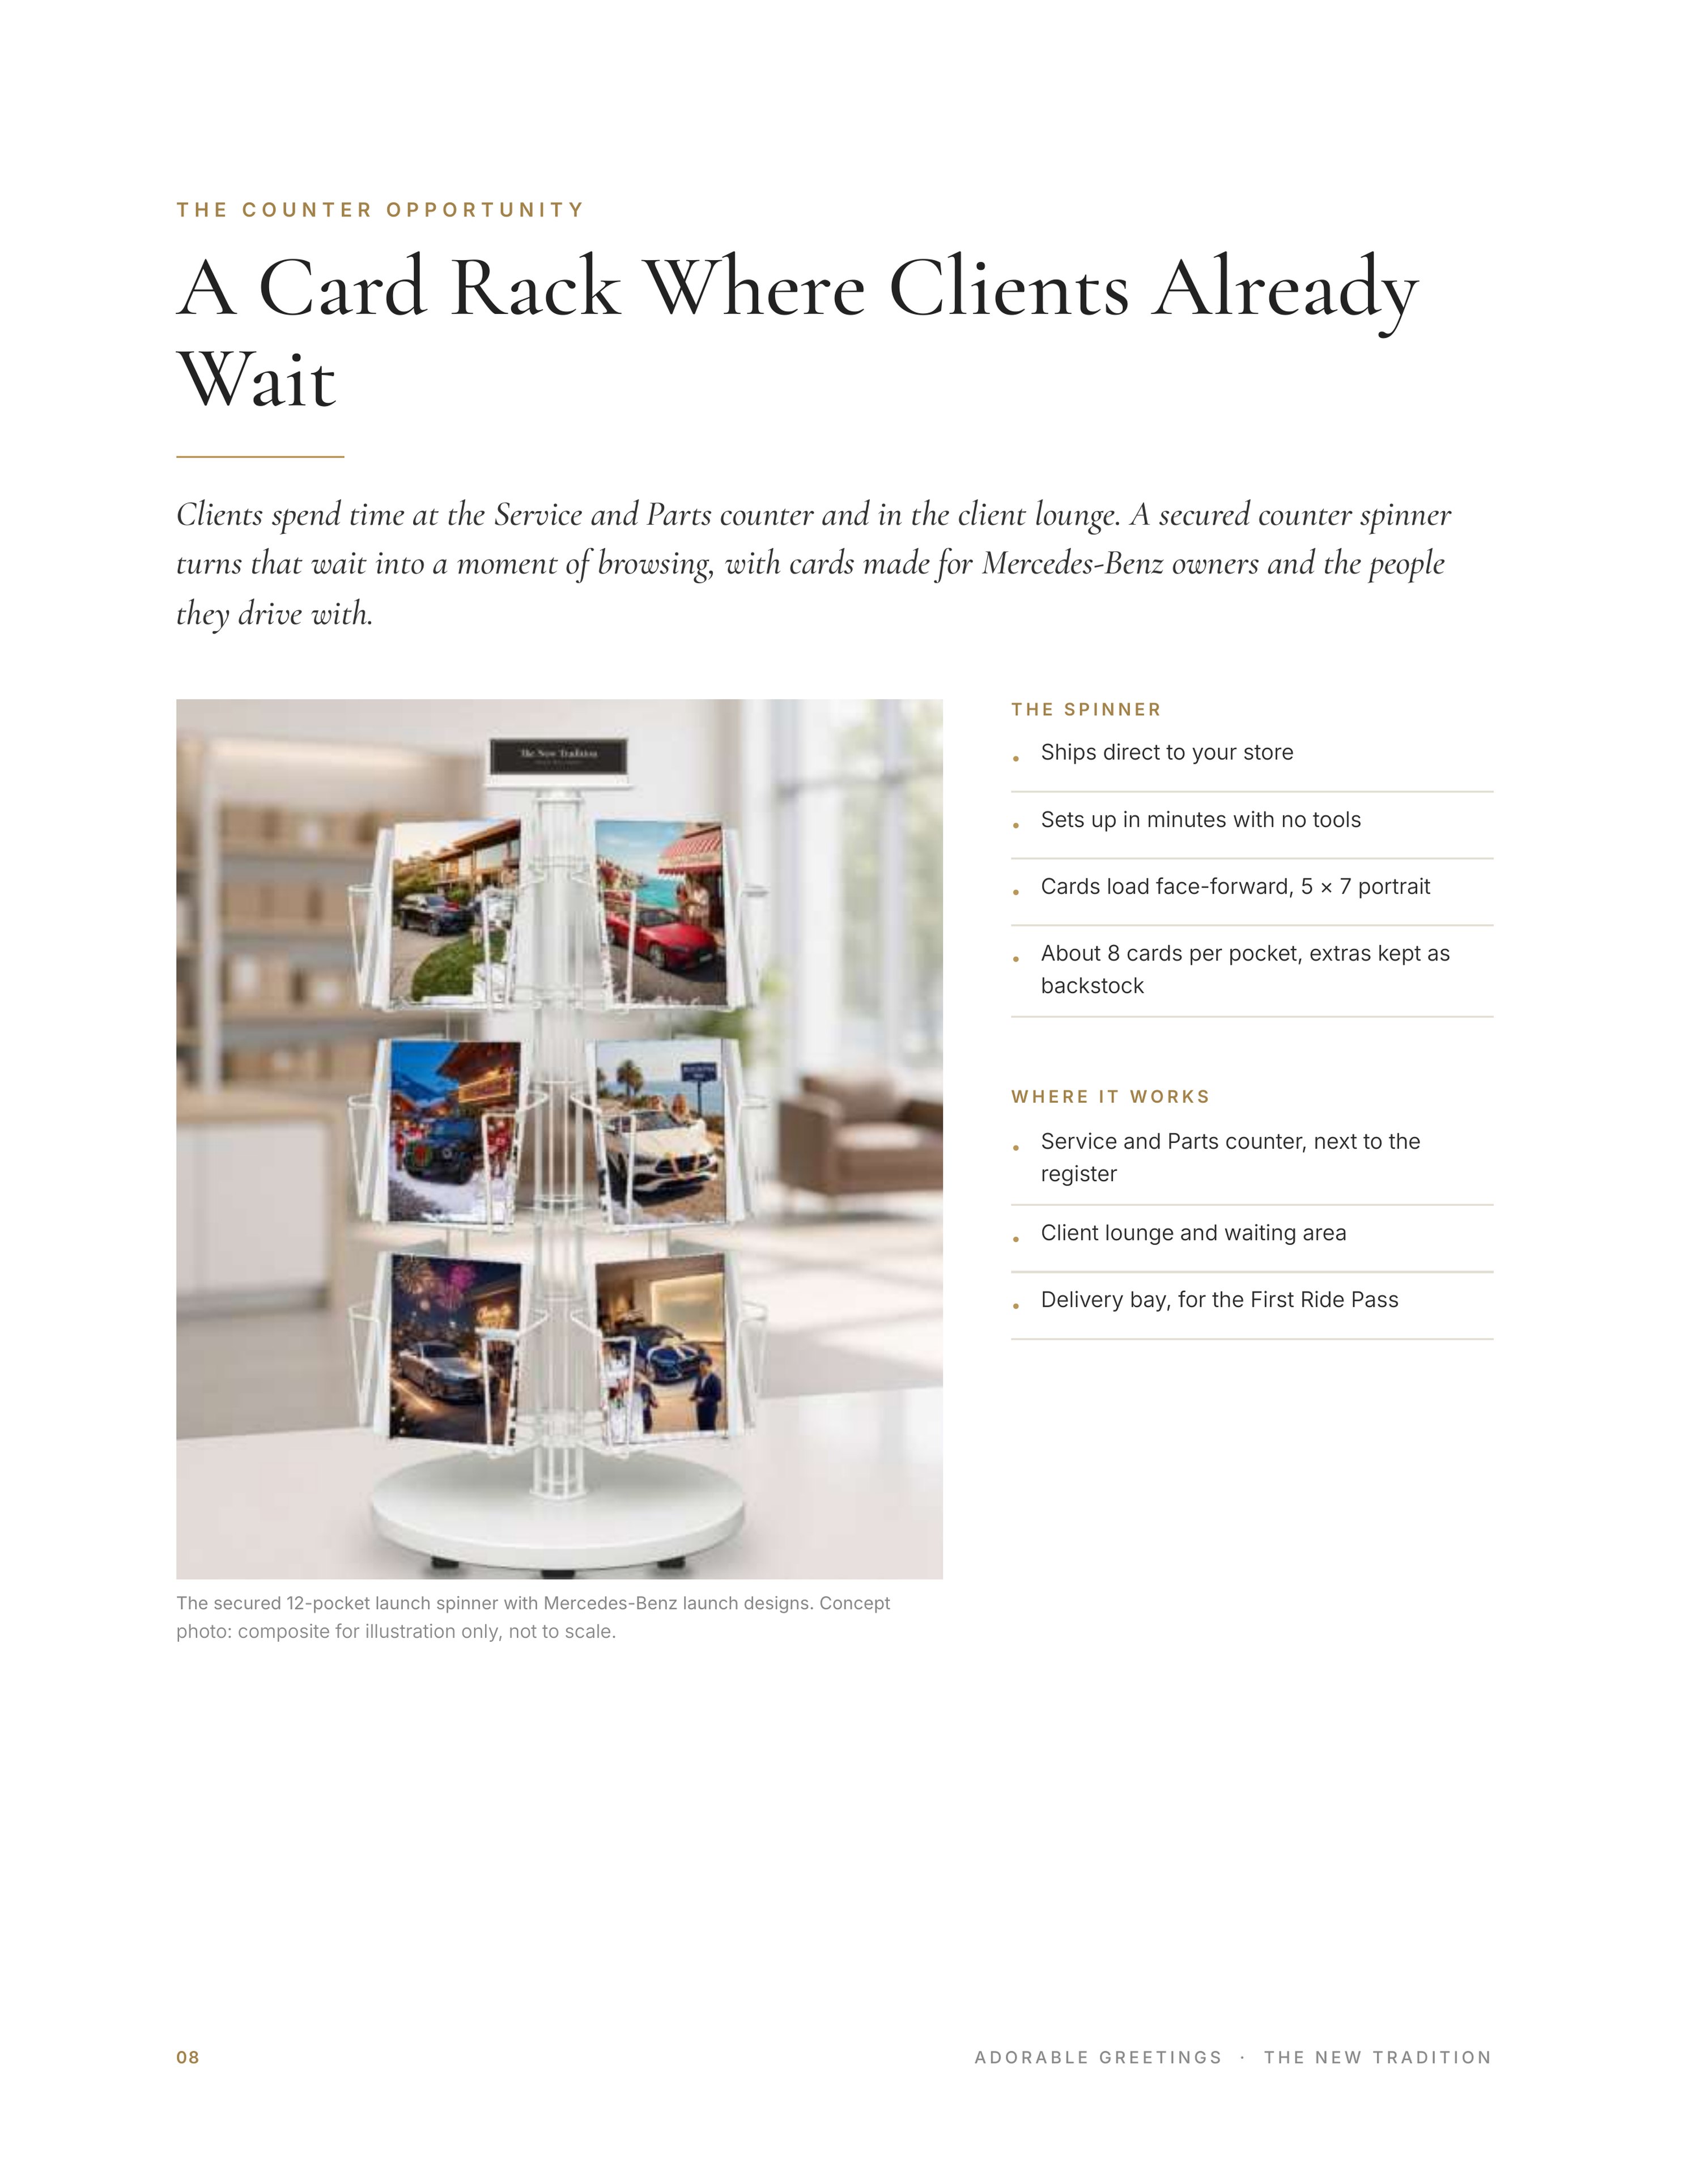 THE COUNTER OPPORTUNITY
A Card Rack Where Clients Already
Wait
Clients spend time at the Service and Parts counter and in the client lounge. A secured counter spinner
turns that wait into a moment of browsing, with cards made for Mercedes-Benz owners and the people
they drive with.
The New Tradition
THE SPINNER
• Ships direct to your store
• Sets up in minutes with no tools
• Cards load face-forward, 5 × 7 portrait
• About 8 cards per pocket, extras kept as
backstock
WHERE IT WORKS
• Service and Parts counter, next to the
register
• Client lounge and waiting area
• Delivery bay, for the First Ride Pass
The secured 12-pocket launch spinner with Mercedes-Benz launch designs. Concept
photo: composite for illustration only, not to scale.
08
ADORABLE GREETINGS · THE NEW TRADITION